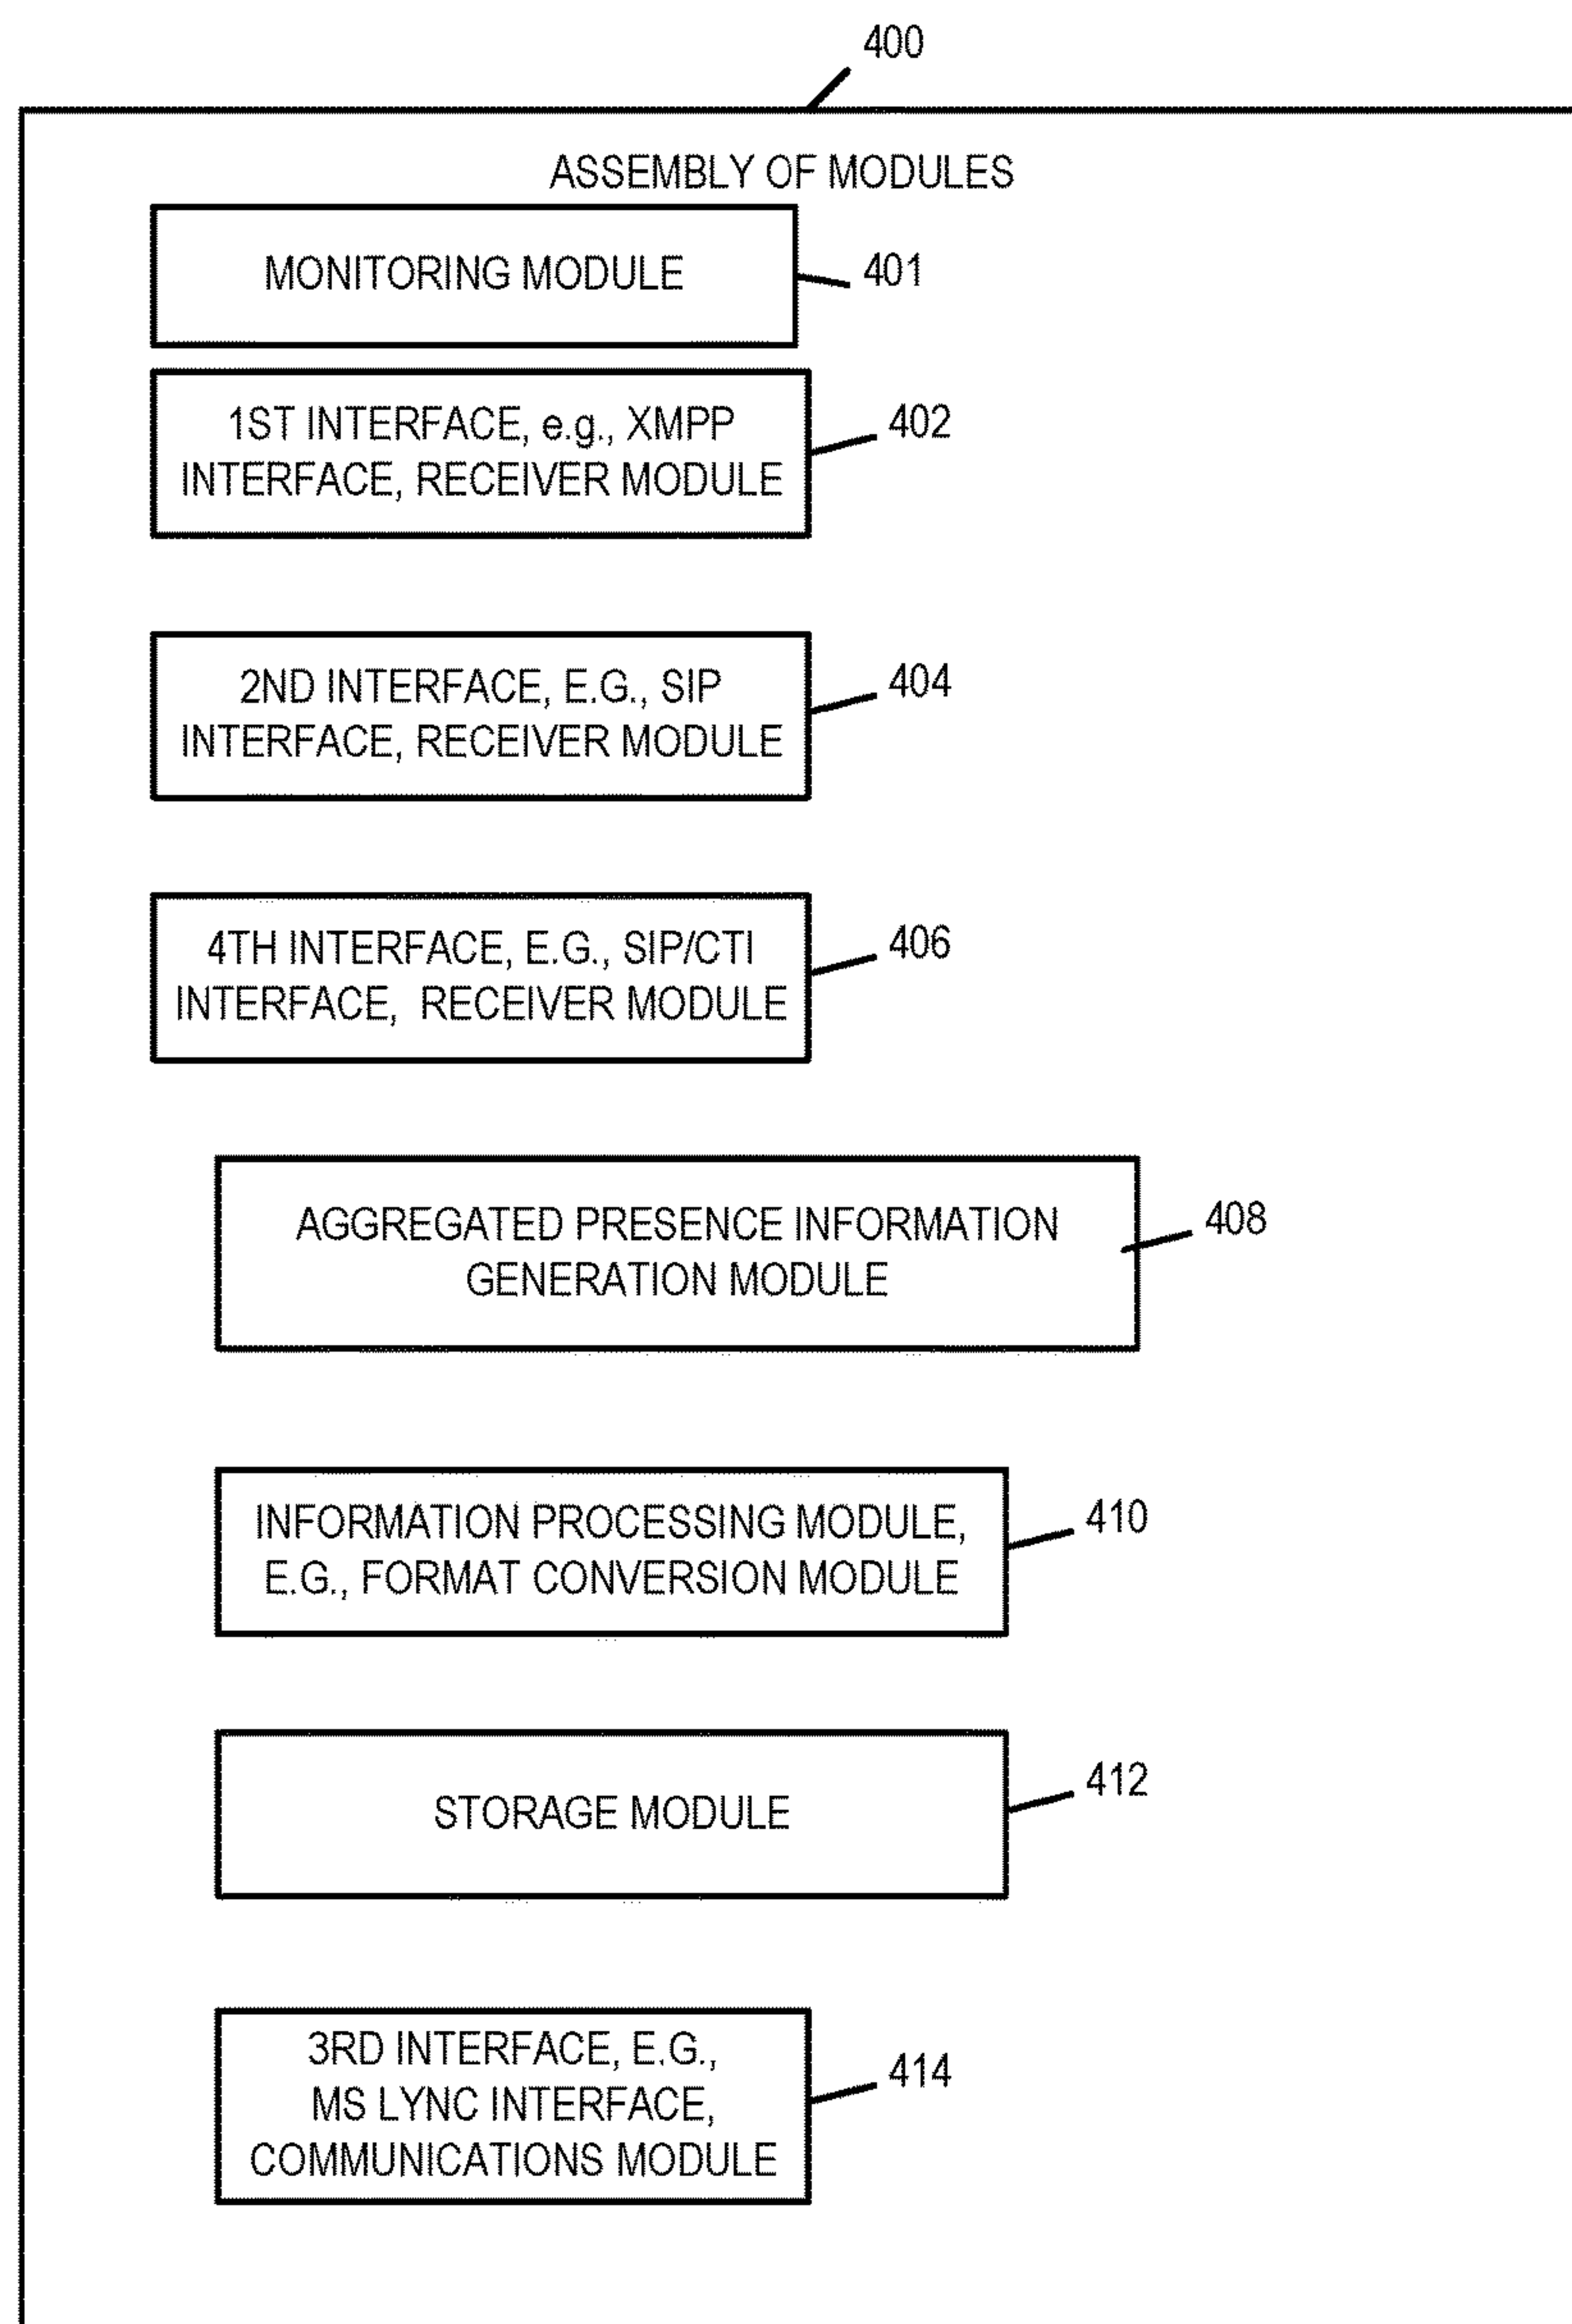 400
ASSEMBLY OF MODULES
MONITORING MODULE
401
1ST INTERFACE, e.g., XMPP
INTERFACE, RECEIVER MODULE
402
2ND INTERFACE, E.G., SIP
INTERFACE, RECEIVER MODULE
404
4TH INTERFACE, E.G., SIP/CTI
INTERFACE, RECEIVER MODULE
406
AGGREGATED PRESENCE INFORMATION
GENERATION MODULE
408
INFORMATION PROCESSING MODULE,
E.G., FORMAT CONVERSION MODULE
410
STORAGE MODULE
412
3RD INTERFACE, E.G.,
MS LYNC INTERFACE,
COMMUNICATIONS MODULE
414